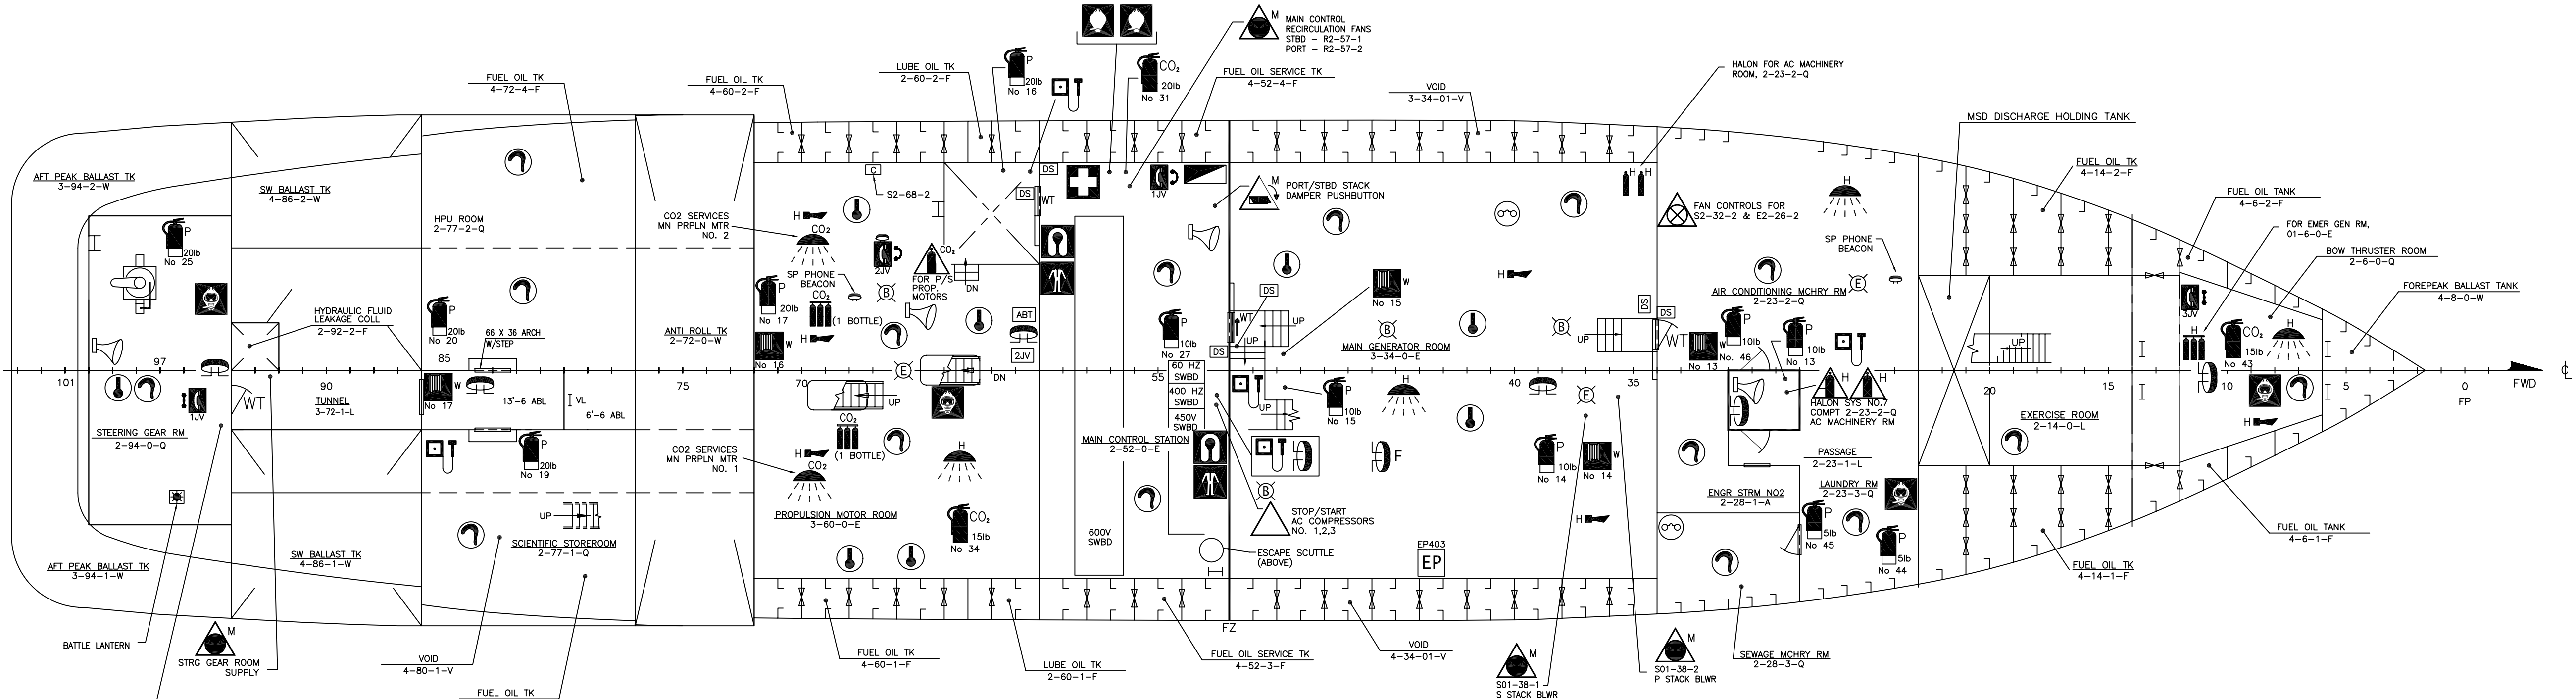 MAIN CONTROL
RECIRCULATION FANS
STBD - R2-57-1
PORT - R2-57-2
M
FUEL OIL TK
4-72-4-F
FUEL OIL TK
4-60-2-F
LUBE OIL TK
2-60-2-F
P
20lb
No 16
CO2
20lb
No 31
FUEL OIL SERVICE TK
4-52-4-F
VOID
3-34-01-V
HALON FOR AC MACHINERY
ROOM, 2-23-2-Q
MSD DISCHARGE HOLDING TANK
FUEL OIL TK
4-14-2-F
FUEL OIL TANK
4-6-2-F
FOR EMER GEN RM,
01-6-0-E
BOW THRUSTER ROOM
2-6-0-Q
FOREPEAK BALLAST TANK
4-8-0-W
AFT PEAK BALLAST TK
3-94-2-W
SW BALLAST TK
4-86-2-W
HPU ROOM
2-77-2-Q
CO2 SERVICES
MN PRPLN MTR
NO. 2
H
CO2
C
S2-68-2
DS
DS
WT
1JV
M
PORT/STBD STACK
DAMPER PUSHBUTTON
H
H
FAN CONTROLS FOR
S2-32-2 & E2-26-2
H
SP PHONE
BEACON
P
20lb
No 25
HYDRAULIC FLUID
LEAKAGE COLL
2-92-2-F
P
20lb
No 20
66 X 36 ARCH
W/STEP
ANTI ROLL TK
2-72-0-W
P
20lb
No 17
W
No 16
SP PHONE
BEACON
CO2
(1 BOTTLE)
H
2JV
B
CO2
FOR P/S
PROP.
MOTORS
DN
ABT
2JV
E
DN
UP
P
10lb
No 27
DS
WT
UP
UP
DS
W
No 15
H
B
MAIN GENERATOR ROOM
3-34-0-E
B
UP
DS
DS
WT
AIR CONDITIONING MCHRY RM
2-23-2-Q
E
W
No 13
P
10lb
No. 46
P
10lb
No 13
UP
3JV
H
CO2
15lb
No 43
H
101
97
90
85
75
70
55
40
35
20
15
10
5
0
FP
FWD
WT
1JV
TUNNEL
3-72-1-L
W
No 17
13'-6 ABL
VL
6'-6 ABL
STEERING GEAR RM
2-94-0-Q
60 HZ
SWBD
400 HZ
SWBD
450V
SWBD
UP
P
10lb
No 15
H
E
HALON SYS NO.7
COMPT 2-23-2-Q
AC MACHINERY RM
H
H
EXERCISE ROOM
2-14-0-L
H
P
20lb
No 19
CO2 SERVICES
MN PRPLN MTR
NO. 1
CO2
(1 BOTTLE)
H
CO2
H
MAIN CONTROL STATION
2-52-0-E
F
P
10lb
No 14
W
No 14
PASSAGE
2-23-1-L
UP
SCIENTIFIC STOREROOM
2-77-1-Q
PROPULSION MOTOR ROOM
3-60-0-E
CO2
15lb
No 34
600V
SWBD
B
STOP/START
AC COMPRESSORS
NO. 1,2,3
ESCAPE SCUTTLE
(ABOVE)
H
EP403
EP
ENGR STRM NO2
2-28-1-A
LAUNDRY RM
2-23-3-Q
P
5lb
No 45
P
5lb
No 44
FUEL OIL TANK
4-6-1-F
FUEL OIL TK
4-14-1-F
SW BALLAST TK
4-86-1-W
AFT PEAK BALLAST TK
3-94-1-W
FZ
BATTLE LANTERN
M
STRG GEAR ROOM
SUPPLY
VOID
4-80-1-V
FUEL OIL TK
FUEL OIL TK
4-60-1-F
LUBE OIL TK
2-60-1-F
FUEL OIL SERVICE TK
4-52-3-F
VOID
4-34-01-V
M
S01-38-1
S STACK BLWR
M
S01-38-2
P STACK BLWR
SEWAGE MCHRY RM
2-28-3-Q